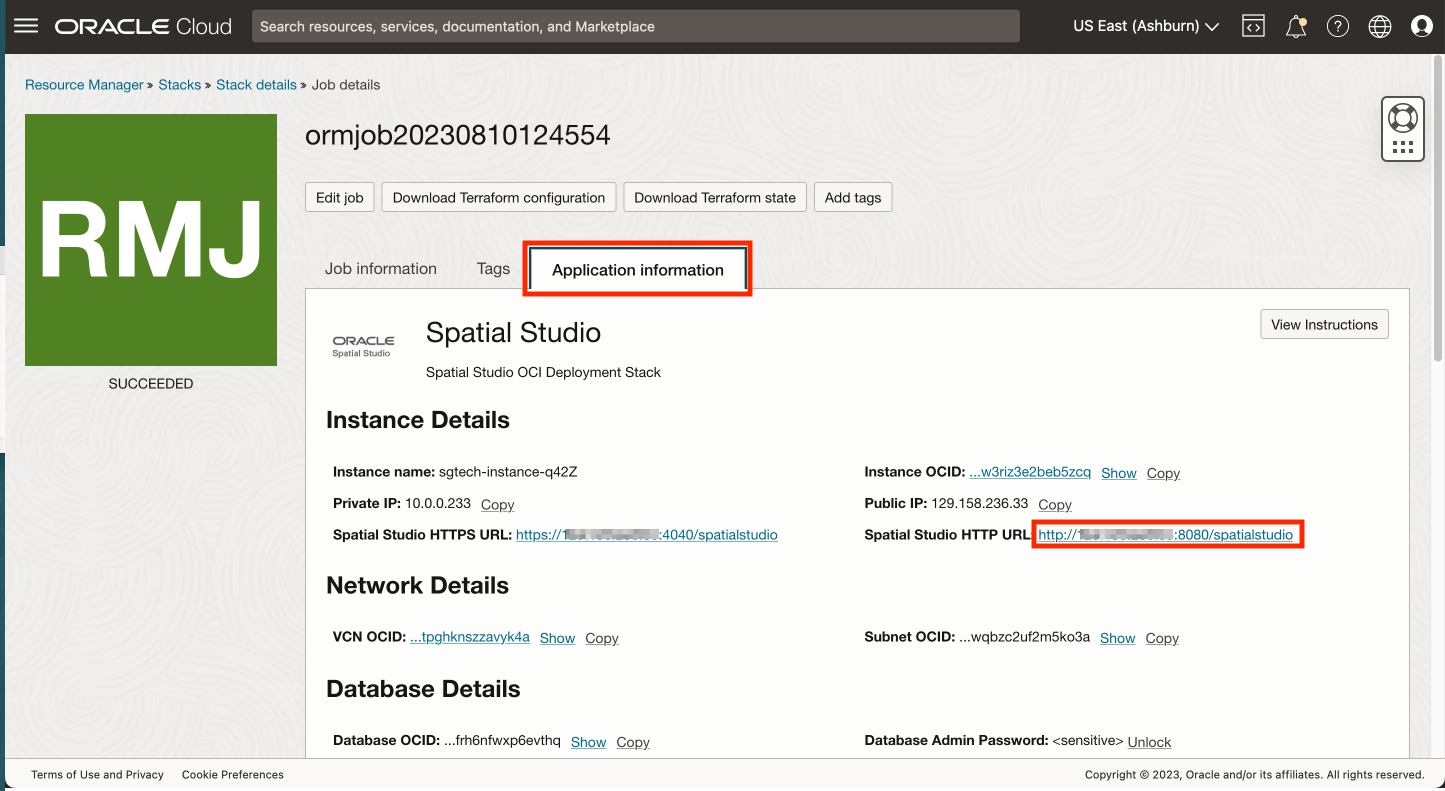 ORACLE Cloud
Search resources, services, documentation, and Marketplace
US East (Ashburn)
Resource Manager » Stacks » Stack details » Job details
RMJ
SUCCEEDED
ormjob20230810124554
Edit job
Download Terraform configuration
Download Terraform state
Add tags
Job information
Tags
Application information
ORACLE
Spatial Studio
Spatial Studio
Spatial Studio OCI Deployment Stack
View Instructions
Instance Details
Instance name: sgtech-instance-q42Z
Instance OCID: ...w3riz3e2beb5zcq Show Copy
Private IP: 10.0.0.233 Copy
Public IP: 129.158.236.33 Copy
Spatial Studio HTTPS URL: https:// :4040/spatialstudio
Spatial Studio HTTP URL: http:// :8080/spatialstudio
Network Details
VCN OCID: ...tpghknszzavyk4a Show Copy
Subnet OCID: ...wqbzc2uf2m5ko3a Show Copy
Database Details
Database OCID: ...frh6nfwxp6evthq Show Copy
Database Admin Password: <sensitive> Unlock
Terms of Use and Privacy
Cookie Preferences
Copyright © 2023, Oracle and/or its affiliates. All rights reserved.